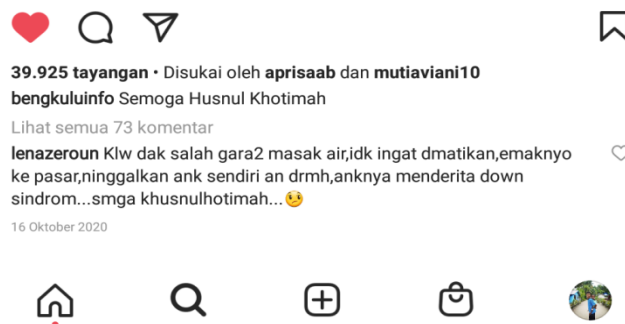 39.925 tayangan • Disukai oleh aprisaab dan mutiaviani10
bengkuluinfo Semoga Husnul Khotimah
Lihat semua 73 komentar
lenazeroun Klw dak salah gara2 masak air,idk ingat dmatikan,emaknyo
ke pasar,ninggalkan ank sendiri an drmh,anknya menderita down
sindrom...smga khusnulhotimah...😕
16 Oktober 2020